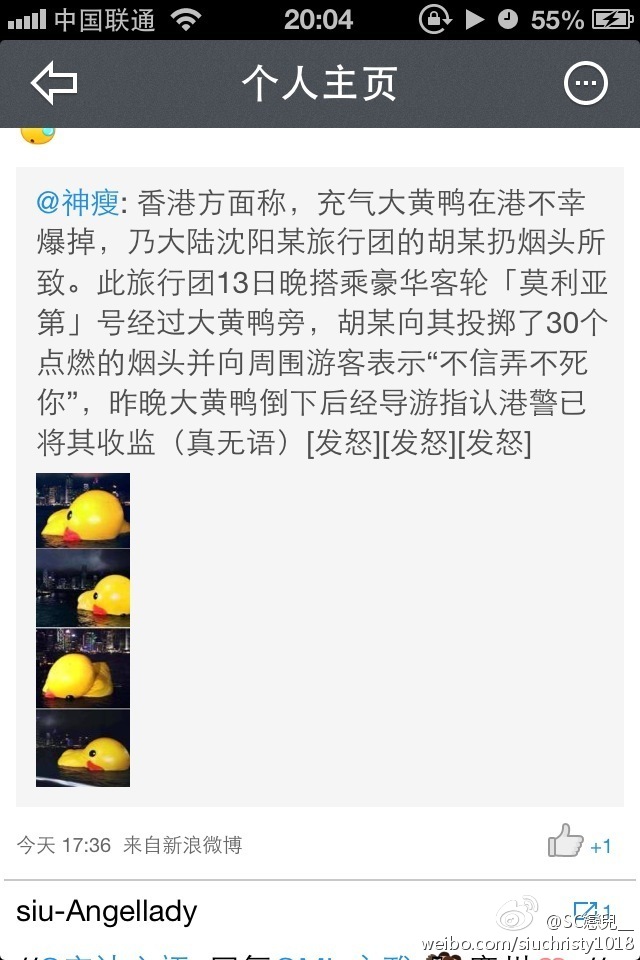 中国联通 20:04 55%
个人主页
@神瘦: 香港方面称，充气大黄鸭在港不幸
爆掉，乃大陆沈阳某旅行团的胡某扔烟头所
致。此旅行团13日晚搭乘豪华客轮「莫利亚
第」号经过大黄鸭旁，胡某向其投掷了30个
点燃的烟头并向周围游客表示“不信弄不死
你”，昨晚大黄鸭倒下后经导游指认港警已
将其收监（真无语）[发怒][发怒][发怒]
今天 17:36 来自新浪微博 +1
siu-Angellady 1
weibo.com/siuchristy1018